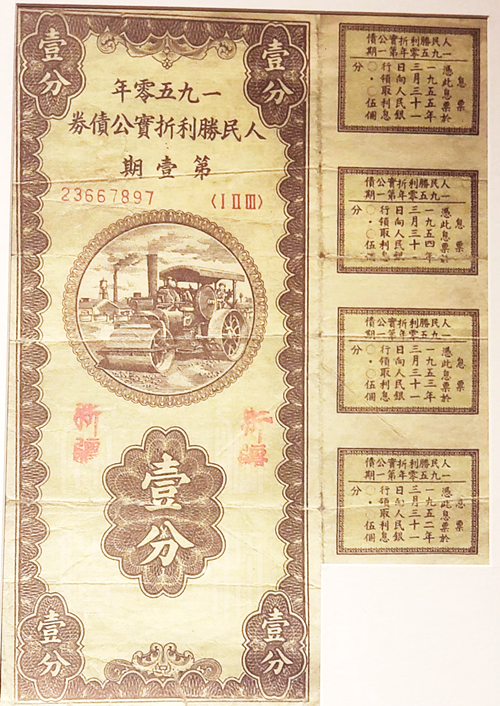 壹分
壹分
一九五零年
人民勝利折實公債券
第壹期
23667897 〈I II III〉
新疆
新疆
壹分
壹分
壹分
人民勝利折實公債
一九五零年第一期
息票
憑此息票於
一九五五年
三月三十一
日向人民銀
行領取利息
〇·〇伍個
分
人民勝利折實公債
一九五零年第一期
息票
憑此息票於
一九五四年
三月三十一
日向人民銀
行領取利息
〇·〇伍個
分
人民勝利折實公債
一九五零年第一期
息票
憑此息票於
一九五三年
三月三十一
日向人民銀
行領取利息
〇·〇伍個
分
人民勝利折實公債
一九五零年第一期
息票
憑此息票於
一九五二年
三月三十一
日向人民銀
行領取利息
〇·〇伍個
分